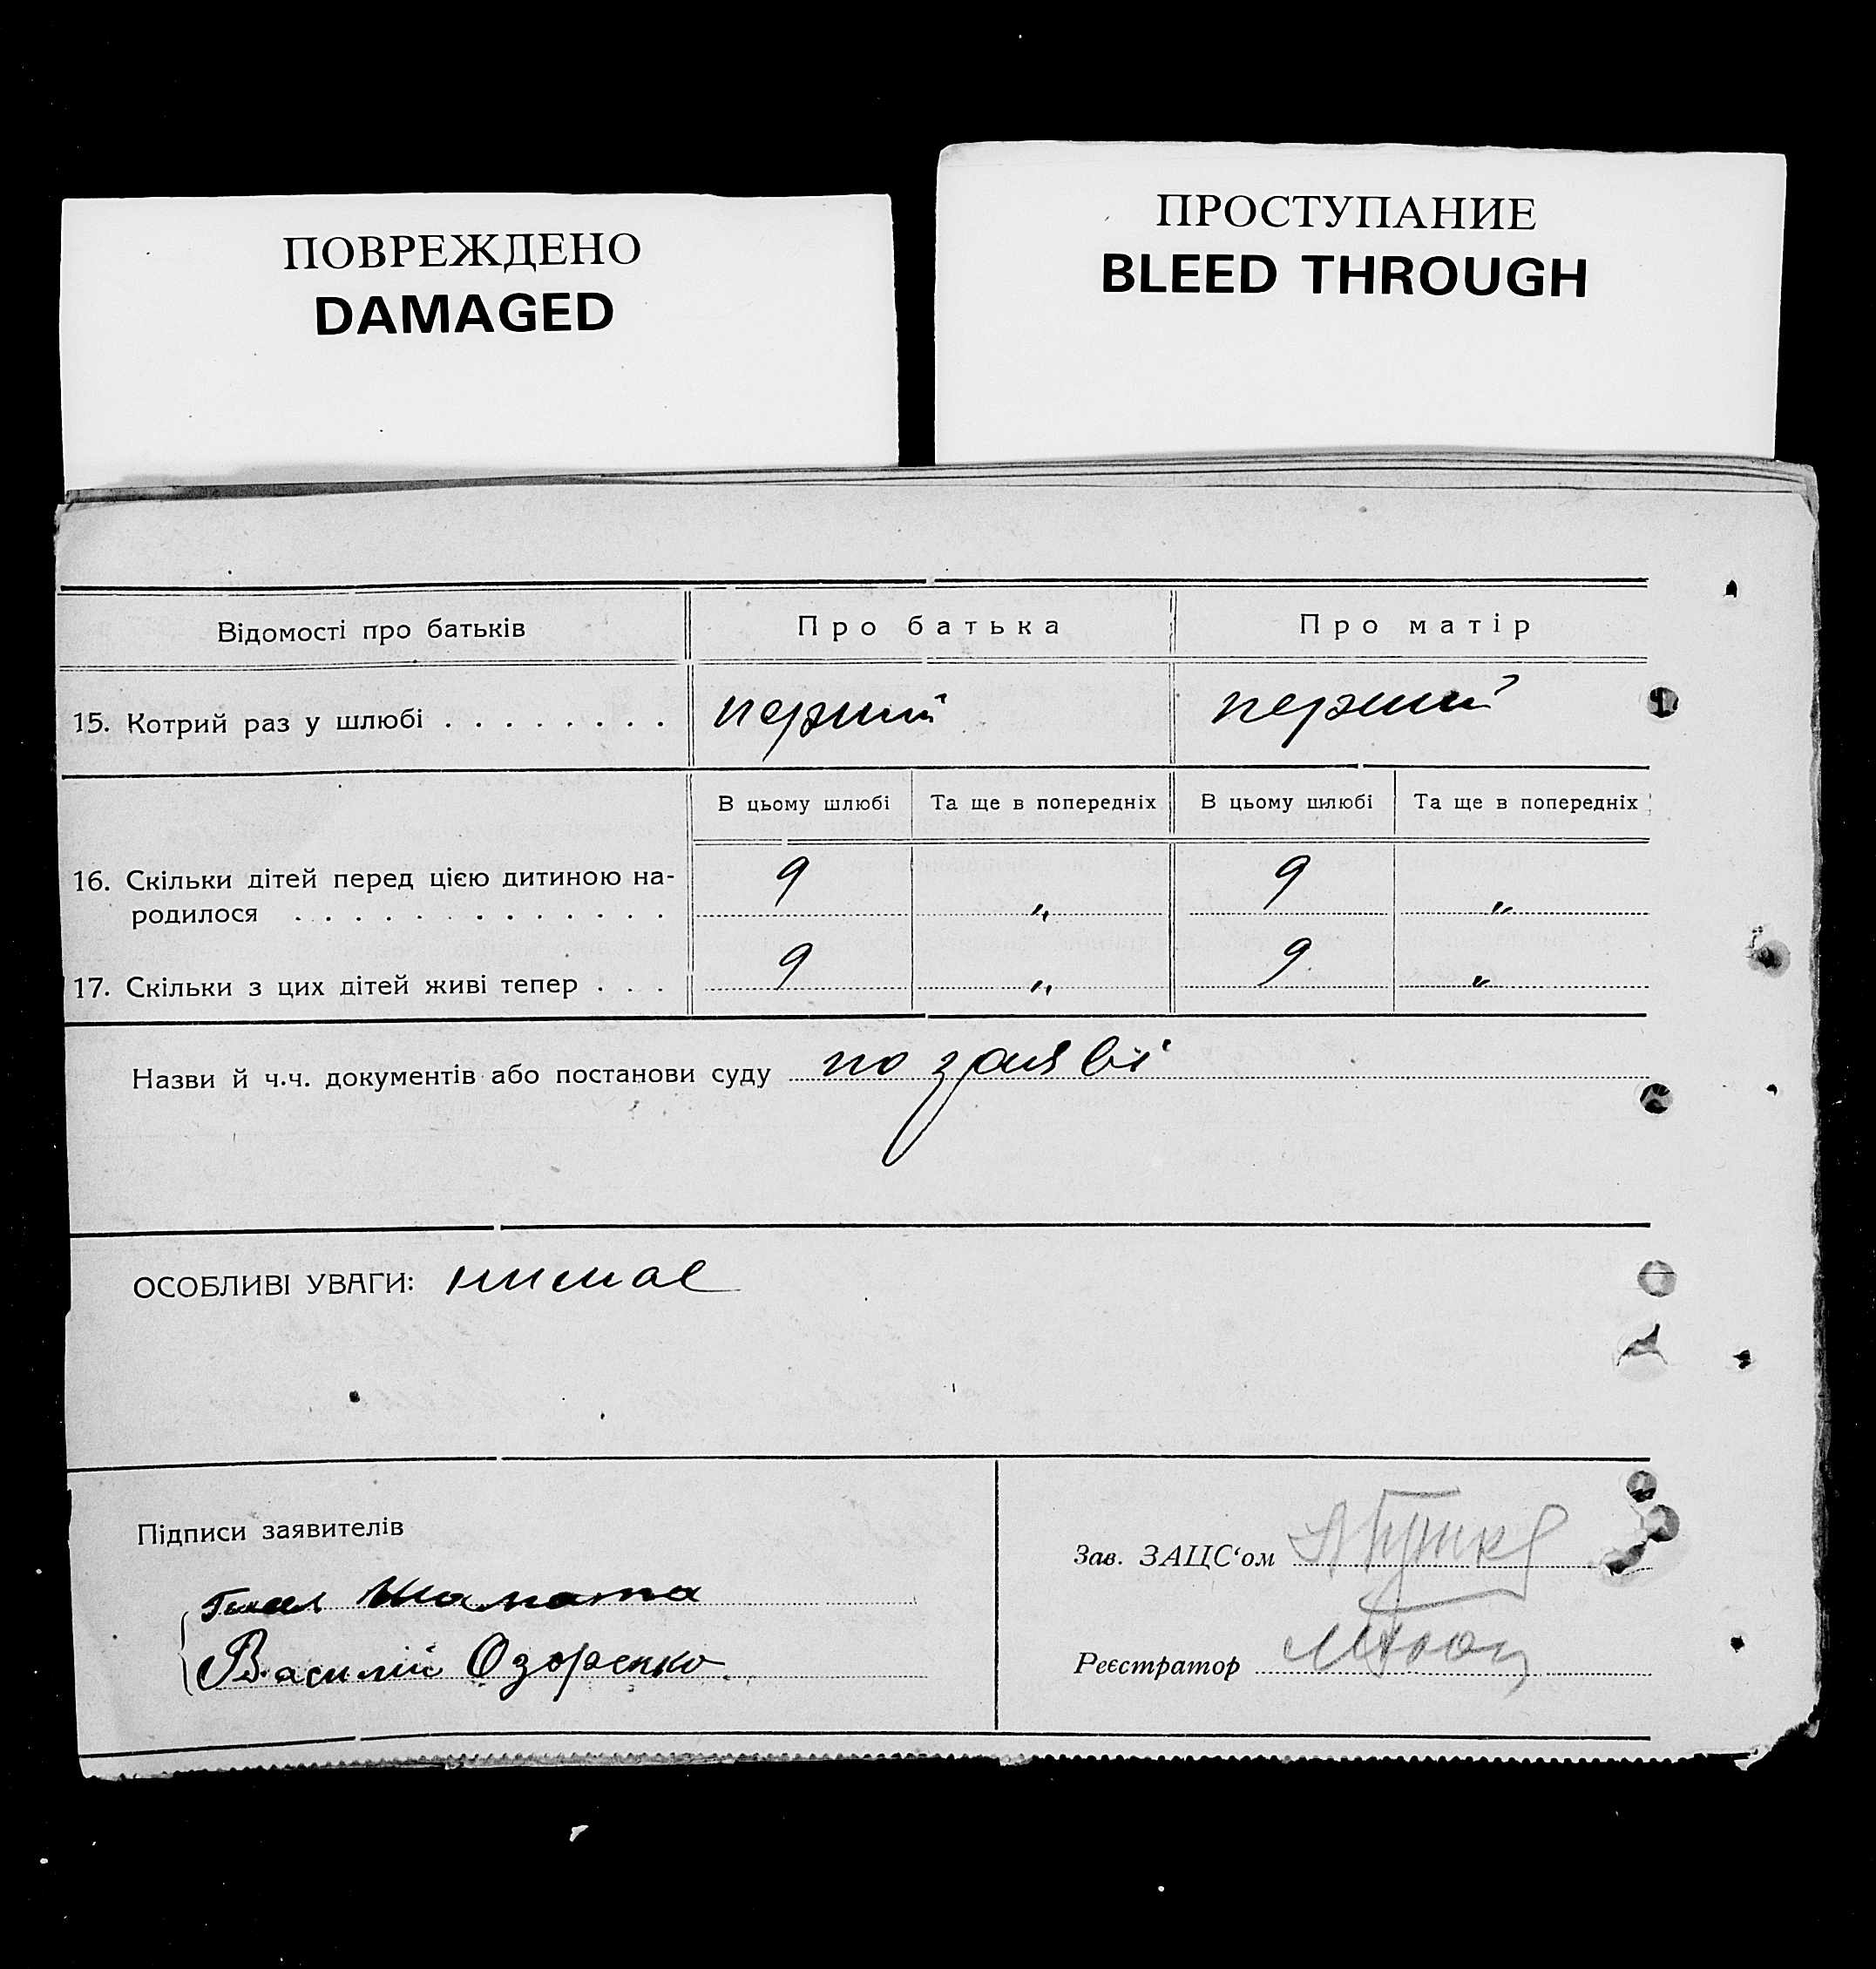 ПОВРЕЖДЕНО
DAMAGED
ПРОСТУПАНИЕ
BLEED THROUGH
Відомості про батьків Про батька Про матір
15. Котрий раз у шлюбі . . . . . . . . перший перший
В цьому шлюбі Та ще в попередніх В цьому шлюбі Та ще в попередніх
16. Скільки дітей перед цією дитиною на-
родилося . . . . . . . . . . . . . 9 „ 9 „
17. Скільки з цих дітей живі тепер . . . 9 „ 9 „
Назви й ч.ч. документів або постанови суду по заяві
ОСОБЛИВІ УВАГИ: нимає
Підписи заявителів
Зав. ЗАЦС‘ом
Василій Озоренко
Реєстратор